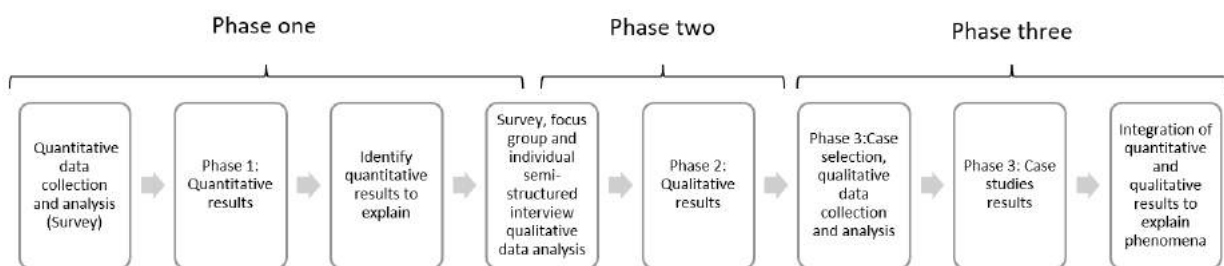 Phase one
Phase two
Phase three
Quantitative
data
collection
and analysis
(Survey)
Phase 1:
Quantitative
results
Identify
quantitative
results to
explain
Survey, focus
group and
individual
semi-
structured
interview
qualitative
data analysis
Phase 2:
Qualitative
results
Phase 3:Case
selection,
qualitative
data
collection
and analysis
Phase 3: Case
studies
results
Integration of
quantitative
and
qualitative
results to
explain
phenomena